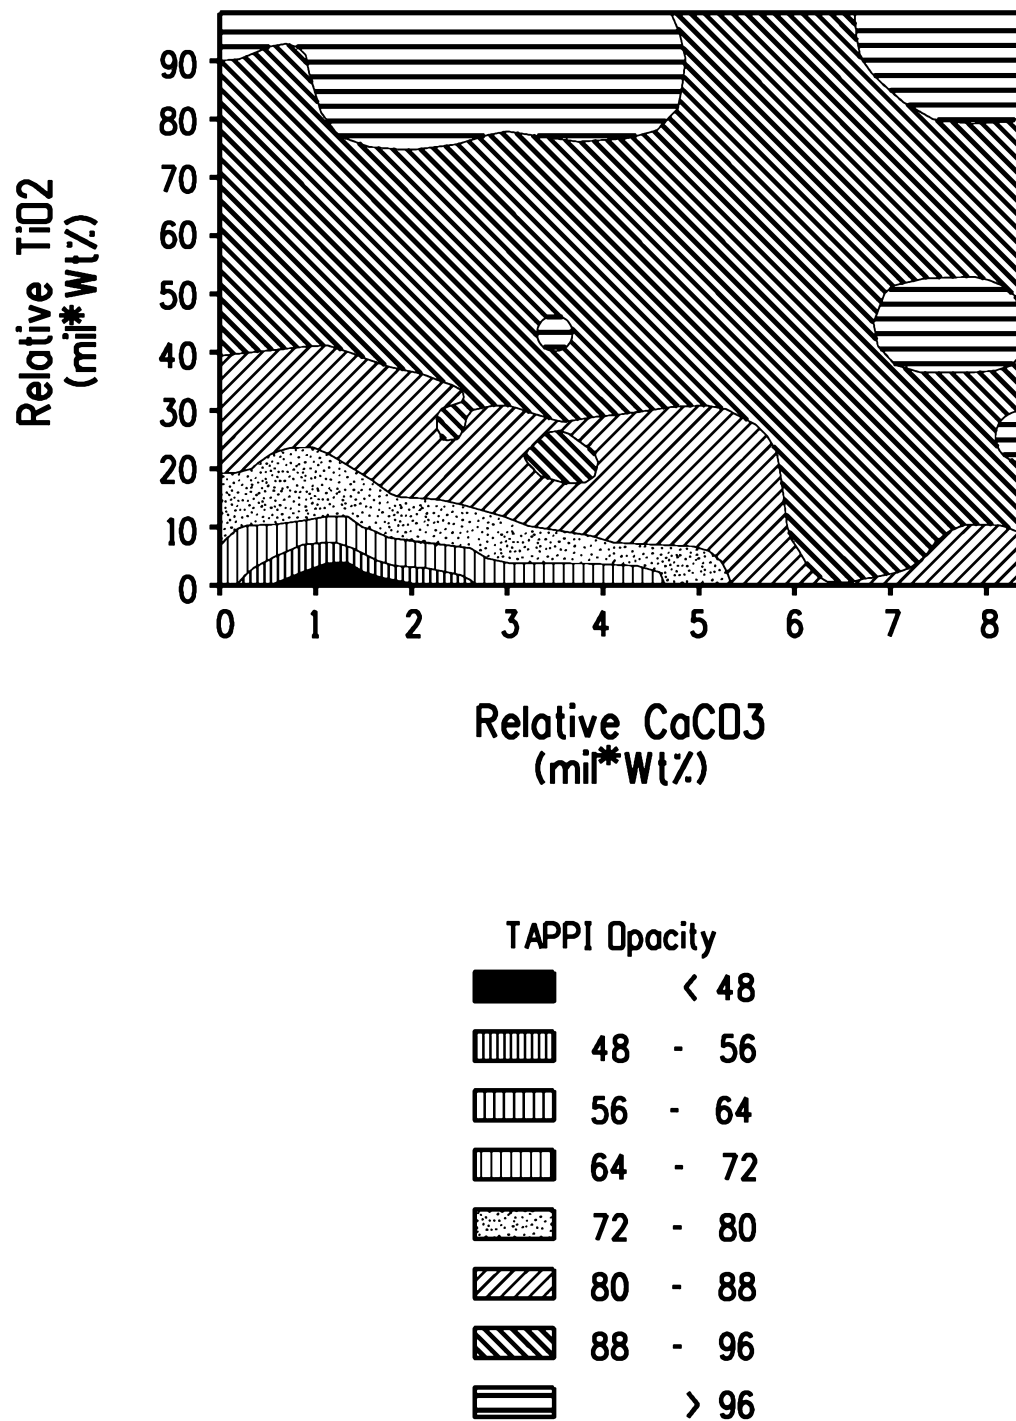 90
80
70
60
50
40
30
20
10
0
Relative TiO2
(mil*Wt%)
0 1 2 3 4 5 6 7 8
Relative CaCO3
(mil*Wt%)
TAPPI Opacity
< 48
48 - 56
56 - 64
64 - 72
72 - 80
80 - 88
88 - 96
> 96